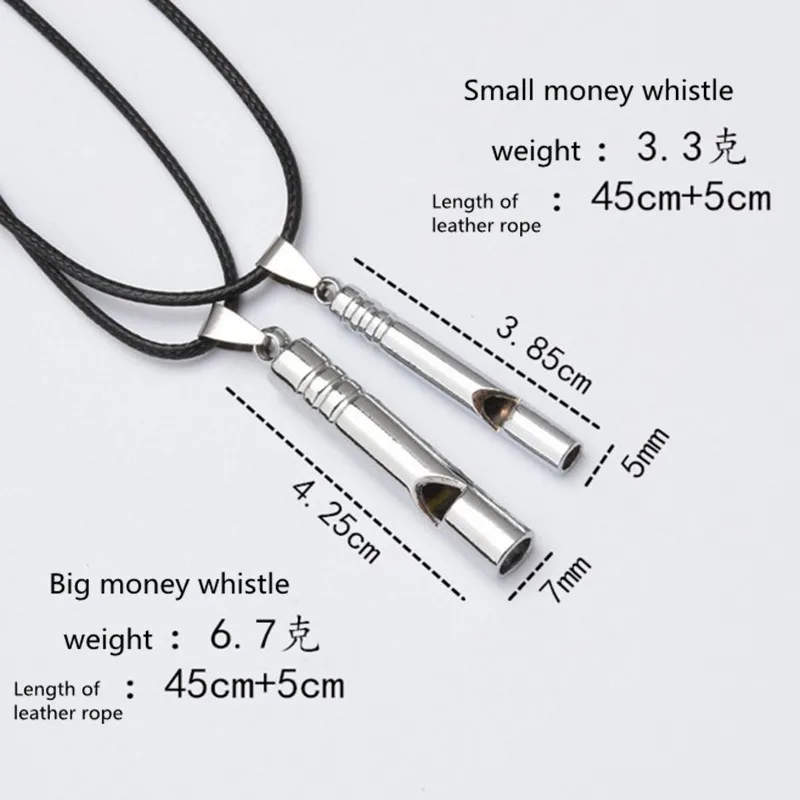 Small money whistle
weight : 3.3克
Length of
leather rope : 45cm+5cm
3.85cm
5mm
4.25cm
7mm
Big money whistle
weight : 6.7克
Length of
leather rope : 45cm+5cm